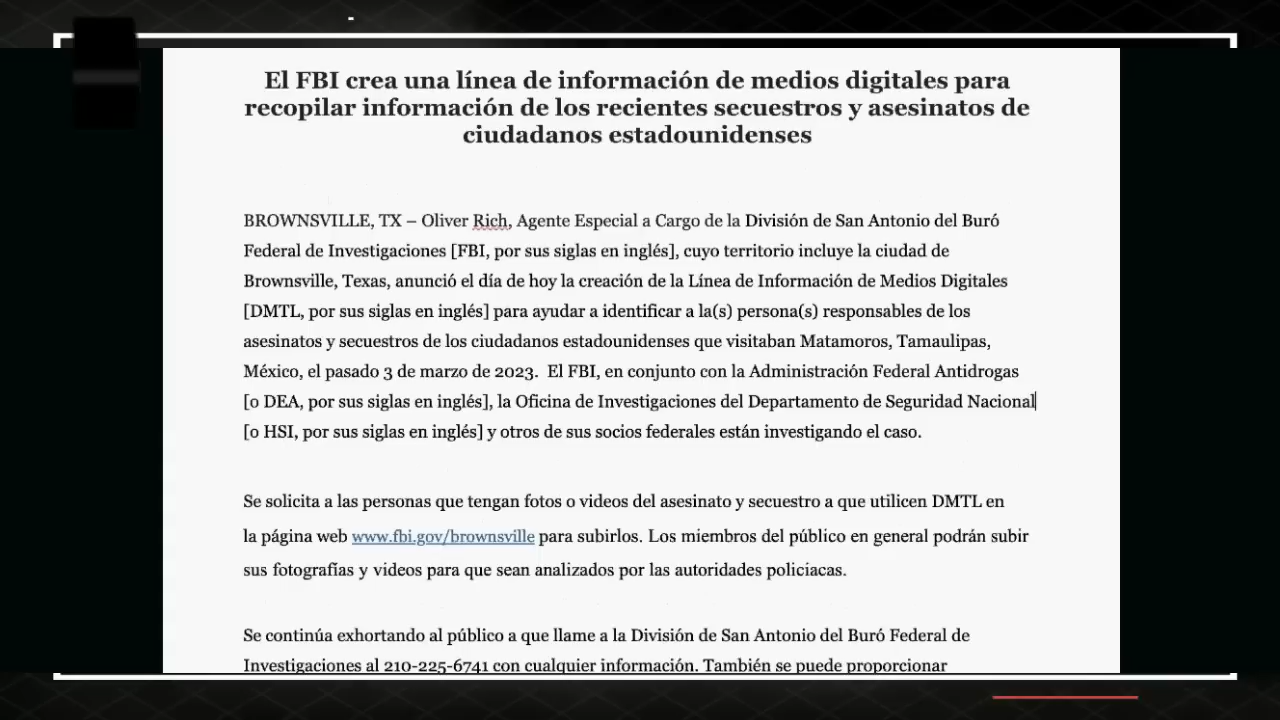 El FBI crea una línea de información de medios digitales para
recopilar información de los recientes secuestros y asesinatos de
ciudadanos estadounidenses
BROWNSVILLE, TX – Oliver Rich, Agente Especial a Cargo de la División de San Antonio del Buró
Federal de Investigaciones [FBI, por sus siglas en inglés], cuyo territorio incluye la ciudad de
Brownsville, Texas, anunció el día de hoy la creación de la Línea de Información de Medios Digitales
[DMTL, por sus siglas en inglés] para ayudar a identificar a la(s) persona(s) responsables de los
asesinatos y secuestros de los ciudadanos estadounidenses que visitaban Matamoros, Tamaulipas,
México, el pasado 3 de marzo de 2023. El FBI, en conjunto con la Administración Federal Antidrogas
[o DEA, por sus siglas en inglés], la Oficina de Investigaciones del Departamento de Seguridad Nacional
[o HSI, por sus siglas en inglés] y otros de sus socios federales están investigando el caso.
Se solicita a las personas que tengan fotos o videos del asesinato y secuestro a que utilicen DMTL en
la página web www.fbi.gov/brownsville para subirlos. Los miembros del público en general podrán subir
sus fotografías y videos para que sean analizados por las autoridades policíacas.
Se continúa exhortando al público a que llame a la División de San Antonio del Buró Federal de
Investigaciones al 210-225-6741 con cualquier información. También se puede proporcionar